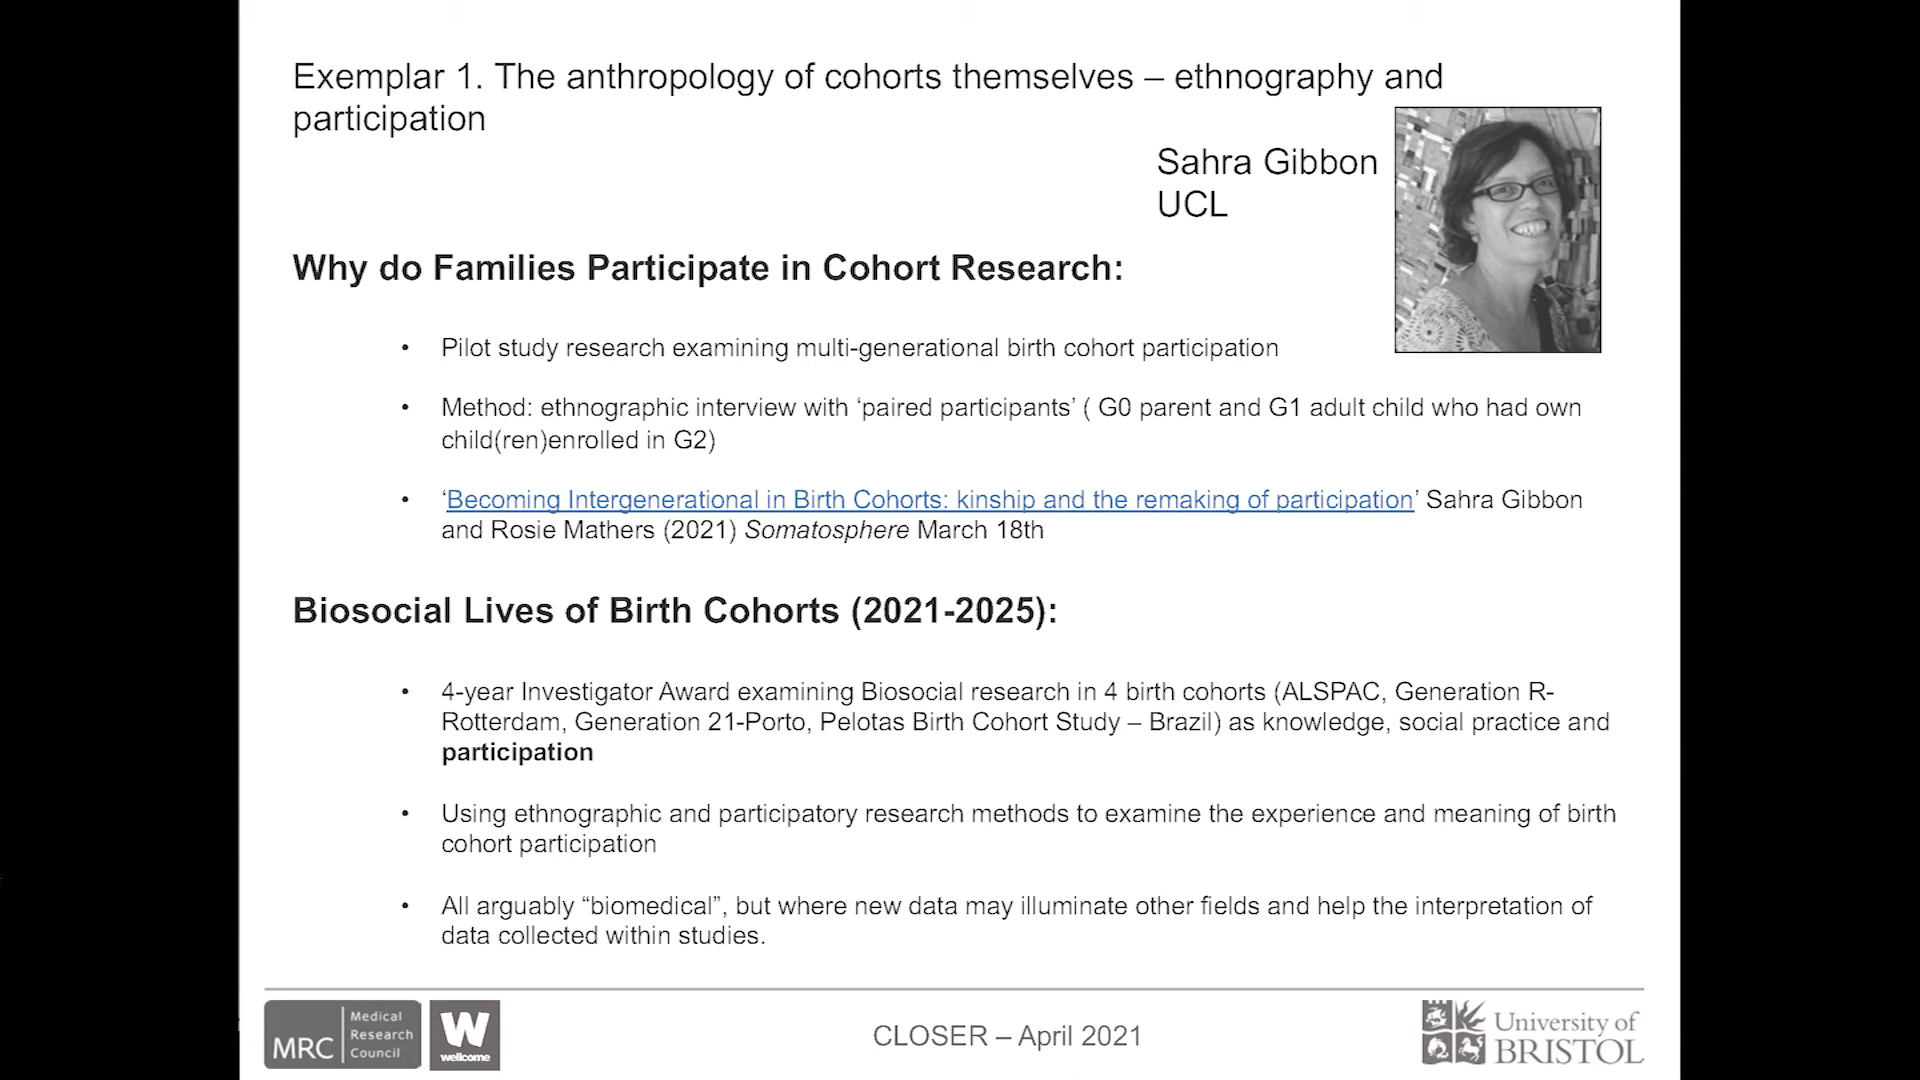 Exemplar 1. The anthropology of cohorts themselves – ethnography and
participation
Sahra Gibbon
UCL
Why do Families Participate in Cohort Research:
• Pilot study research examining multi-generational birth cohort participation
• Method: ethnographic interview with ‘paired participants’ ( G0 parent and G1 adult child who had own
child(ren)enrolled in G2)
• ‘Becoming Intergenerational in Birth Cohorts: kinship and the remaking of participation’ Sahra Gibbon
and Rosie Mathers (2021) Somatosphere March 18th
Biosocial Lives of Birth Cohorts (2021-2025):
• 4-year Investigator Award examining Biosocial research in 4 birth cohorts (ALSPAC, Generation R-
Rotterdam, Generation 21-Porto, Pelotas Birth Cohort Study – Brazil) as knowledge, social practice and
participation
• Using ethnographic and participatory research methods to examine the experience and meaning of birth
cohort participation
• All arguably “biomedical”, but where new data may illuminate other fields and help the interpretation of
data collected within studies.
MRC
Medical
Research
Council
W
wellcome
CLOSER – April 2021
University of
BRISTOL